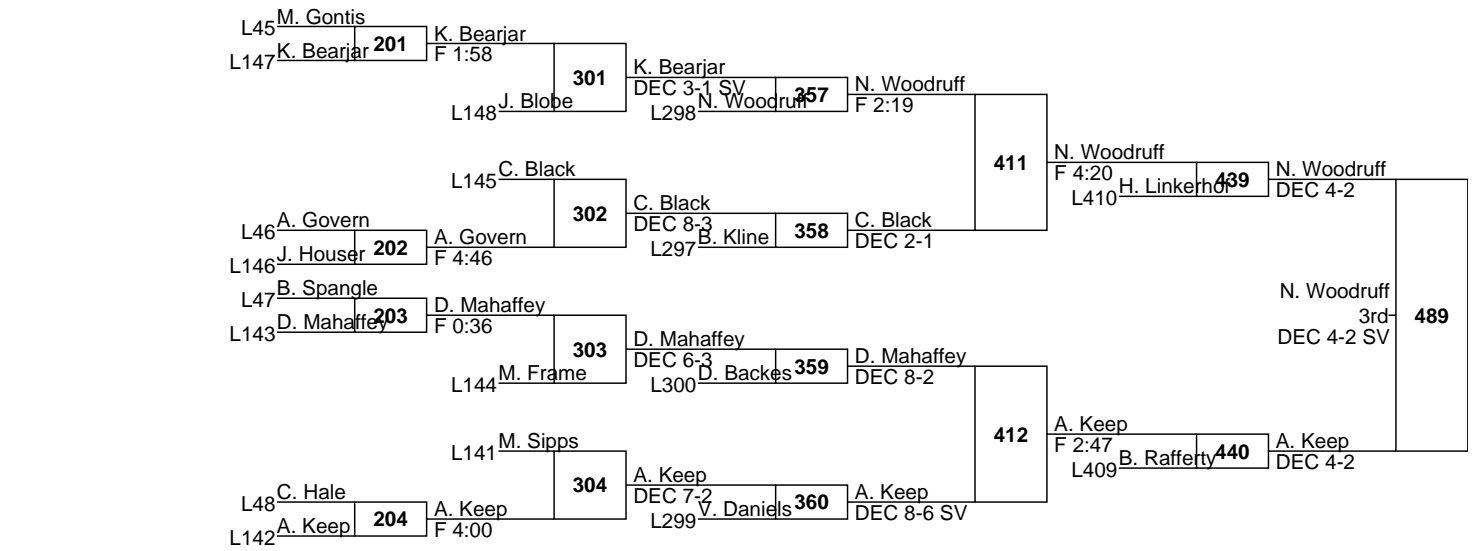 M. Gontis
L45
201
K. Bearjar
L147
K. Bearjar
F 1:58
301
J. Blobe
L148
K. Bearjar
DEC 3-1 SV
N. Woodruff
L298
357
N. Woodruff
F 2:19
C. Black
L145
302
A. Govern
L46
202
J. Houser
L146
A. Govern
F 4:46
C. Black
DEC 8-3
B. Kline
L297
358
C. Black
DEC 2-1
411
N. Woodruff
F 4:20
H. Linkerhof
L410
439
N. Woodruff
DEC 4-2
B. Spangle
L47
203
D. Mahaffey
L143
D. Mahaffey
F 0:36
303
M. Frame
L144
D. Mahaffey
DEC 6-3
D. Backes
L300
359
D. Mahaffey
DEC 8-2
M. Sipps
L141
304
C. Hale
L48
204
A. Keep
L142
A. Keep
F 4:00
A. Keep
DEC 7-2
V. Daniels
L299
360
A. Keep
DEC 8-6 SV
412
A. Keep
F 2:47
B. Rafferty
L409
440
A. Keep
DEC 4-2
N. Woodruff
3rd
DEC 4-2 SV
489